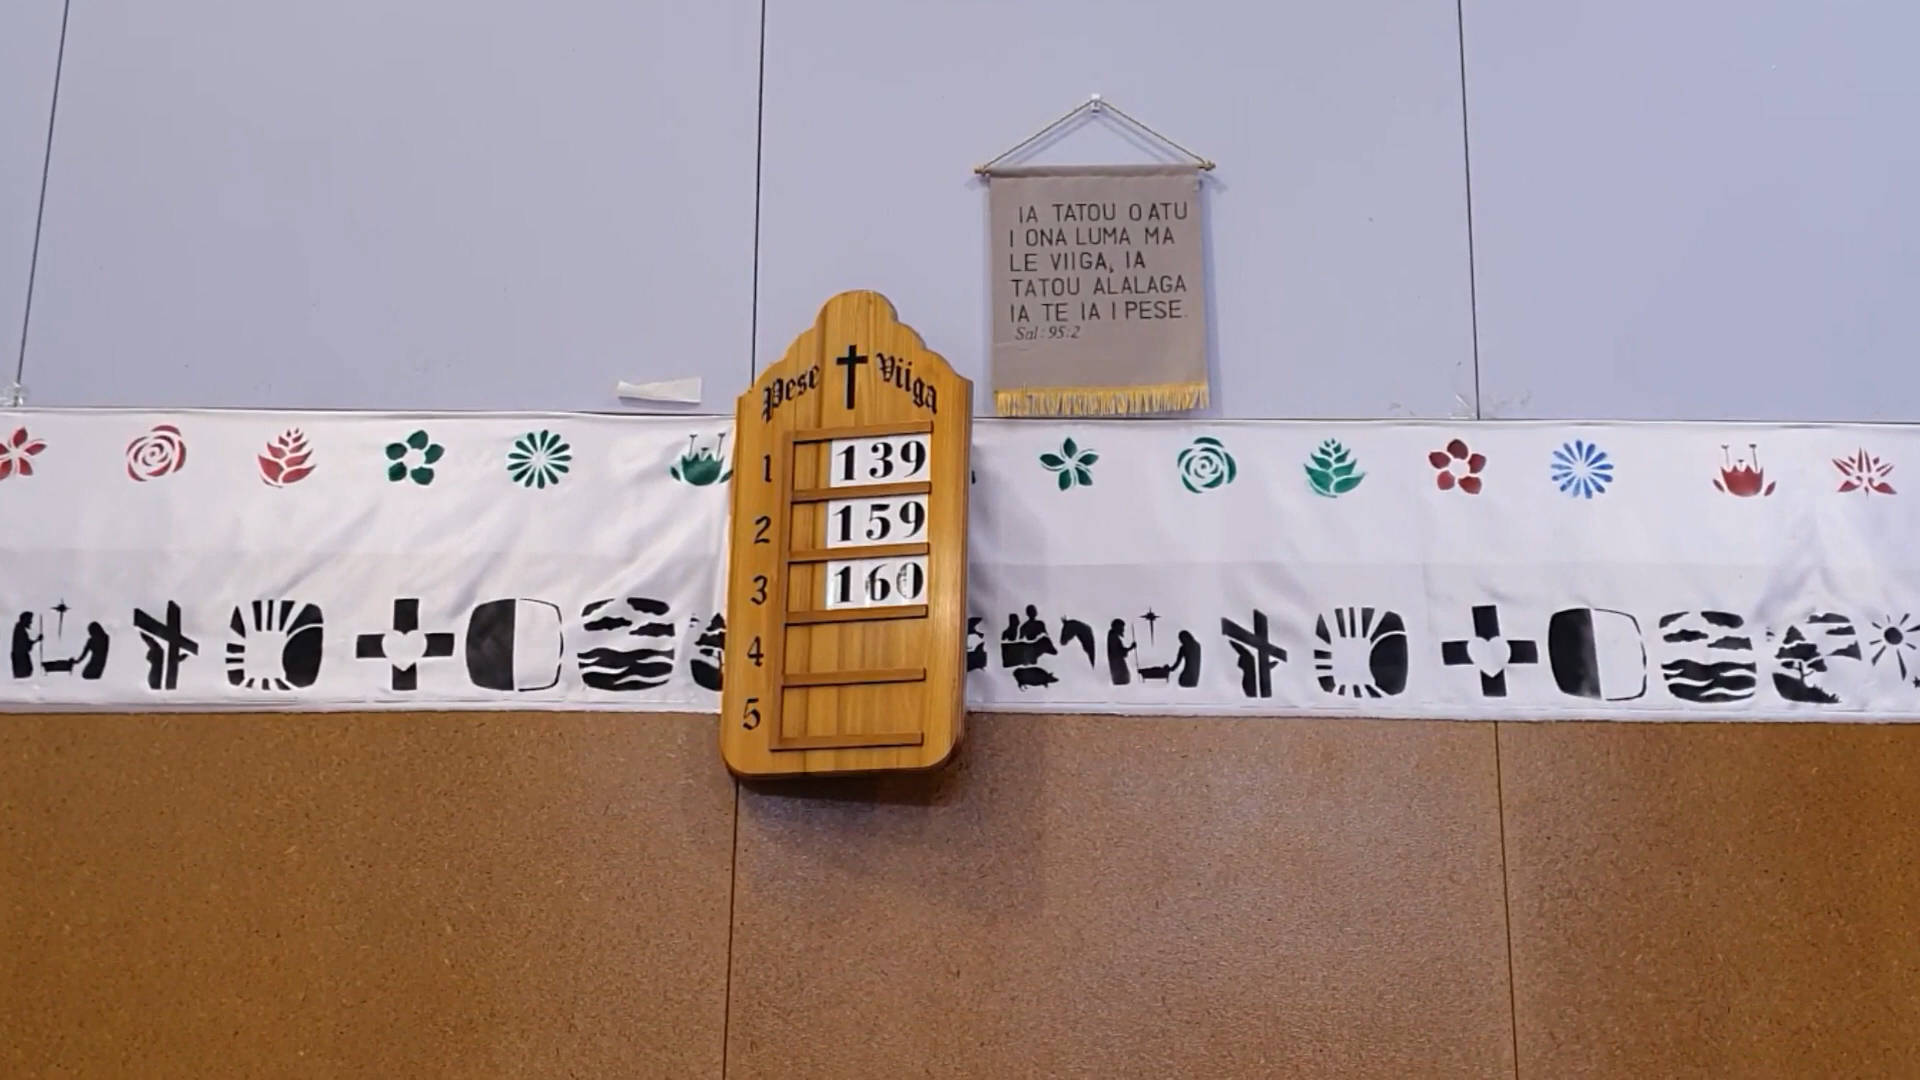 IA TATOU O ATU
I ONA LUMA MA
LE VIIGA, IA
TATOU ALALAGA
IA TE IA I PESE.
Sal: 95:2
Pese Viiga
1 139
2 159
3 160
4
5